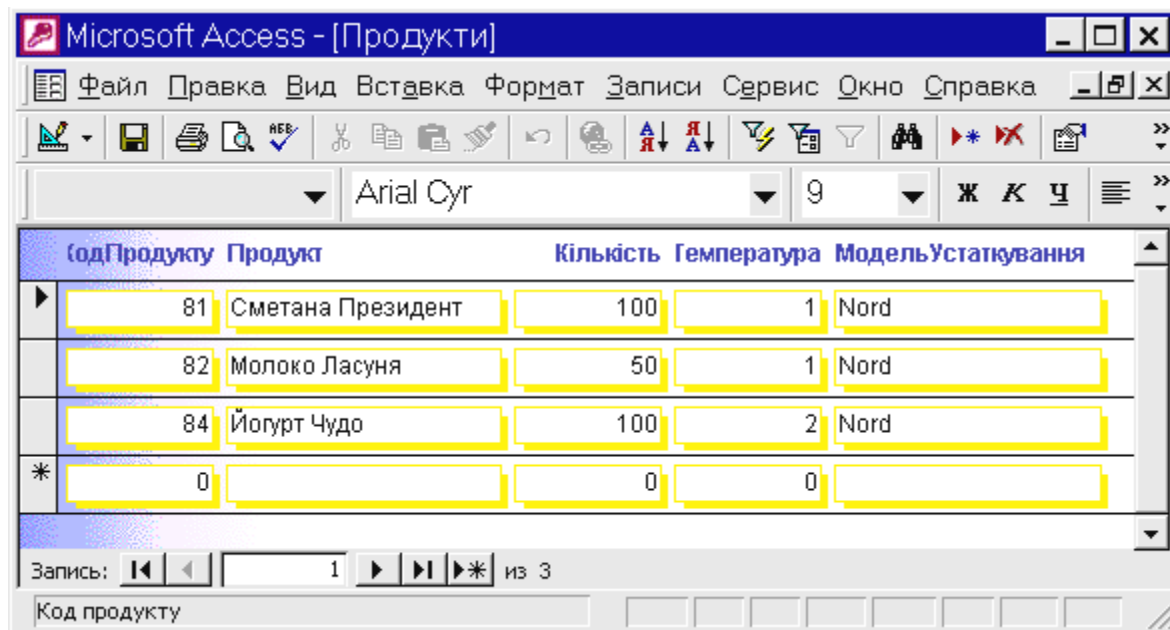 Microsoft Access - [Продукти]
Файл Правка Вид Вставка Формат Записи Сервис Окно Справка
Arial Cyr 9 Ж К Ч
КодПродукту Продукт Кількість Температура МодельУстаткування
81 Сметана Президент 100 1 Nord
82 Молоко Ласуня 50 1 Nord
84 Йогурт Чудо 100 2 Nord
0 0 0
Запись: 1 из 3
Код продукту